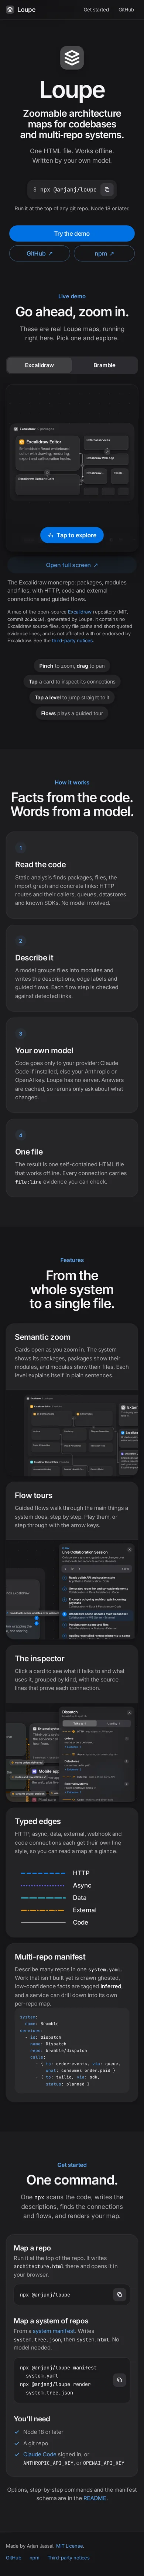 Loupe
Get started
GitHub
Loupe
Zoomable architecture
maps for codebases
and multi-repo systems.
One HTML file. Works offline.
Written by your own model.
$ npx @arjanj/loupe
Run it at the top of any git repo. Node 18 or later.
Try the demo
GitHub ↗
npm ↗
Live demo
Go ahead, zoom in.
These are real Loupe maps, running
right here. Pick one and explore.
Excalidraw
Bramble
Excalidraw Editor
External services
Excalidraw Web App
Tap to explore
Open full screen ↗
The Excalidraw monorepo: packages, modules
and files, with HTTP, code and external
connections and guided flows.
A map of the open-source Excalidraw repository (MIT,
generated by Loupe. It contains no
Excalidraw source files, only file paths and short
evidence lines, and is not affiliated with or endorsed by
Excalidraw. See the third-party notices.
Pinch to zoom, drag to pan
Tap a card to inspect its connections
Tap a level to jump straight to it
Flows plays a guided tour
How it works
Facts from the code.
Words from a model.
1
Read the code
Static analysis finds packages, files, the
import graph and concrete links: HTTP
routes and their callers, queues, datastores
and known SDKs. No model involved.
2
Describe it
A model groups files into modules and
writes the descriptions, edge labels and
guided flows. Each flow step is checked
against detected links.
3
Your own model
Code goes only to your provider: Claude
Code if installed, else your Anthropic or
OpenAI key. Loupe has no server. Answers
are cached, so reruns only ask about what
changed.
4
One file
The result is one self-contained HTML file
that works offline. Every connection carries
file:line evidence you can check.
Features
From the
whole system
to a single file.
Semantic zoom
Cards open as you zoom in. The system
shows its packages, packages show their
modules, and modules show files. Each
level explains itself in plain sentences.
Flow tours
Guided flows walk through the main things a
system does, step by step. Play them, or
step through with the arrow keys.
Live Collaboration Session
The inspector
Click a card to see what it talks to and what
uses it, grouped by kind, with the source
lines that prove each connection.
Dispatch
Typed edges
HTTP, async, data, external, webhook and
code edges each get their own line
style, so you can read a map at a glance.
HTTP
Async
Data
External
Code
Multi-repo manifest
Describe many repos in one system.yaml.
Work that isn't built yet is drawn ghosted,
low-confidence facts are tagged Inferred,
and a service can drill down into its own
per-repo map.
system:
name: Bramble
services:
- id: dispatch
name: Dispatch
repo: bramble/dispatch
calls:
- { to: order-events, via: queue,
what: consumes order.paid }
- { to: twilio, via: sdk,
status: planned }
Get started
One command.
One npx scans the code, writes the
descriptions, finds the connections
and flows, and renders your map.
Map a repo
Run it at the top of the repo. It writes
architecture.html there and opens it in
your browser.
npx @arjanj/loupe
Map a system of repos
From a system manifest. Writes
system.tree.json, then system.html. No
model needed.
npx @arjanj/loupe manifest
system.yaml
npx @arjanj/loupe render
system.tree.json
You'll need
✓ Node 18 or later
✓ A git repo
✓ Claude Code signed in, or
ANTHROPIC_API_KEY, or OPENAI_API_KEY
Options, step-by-step commands and the manifest
schema are in the README.
Made by Arjan Jassal. MIT License.
GitHub
npm
Third-party notices